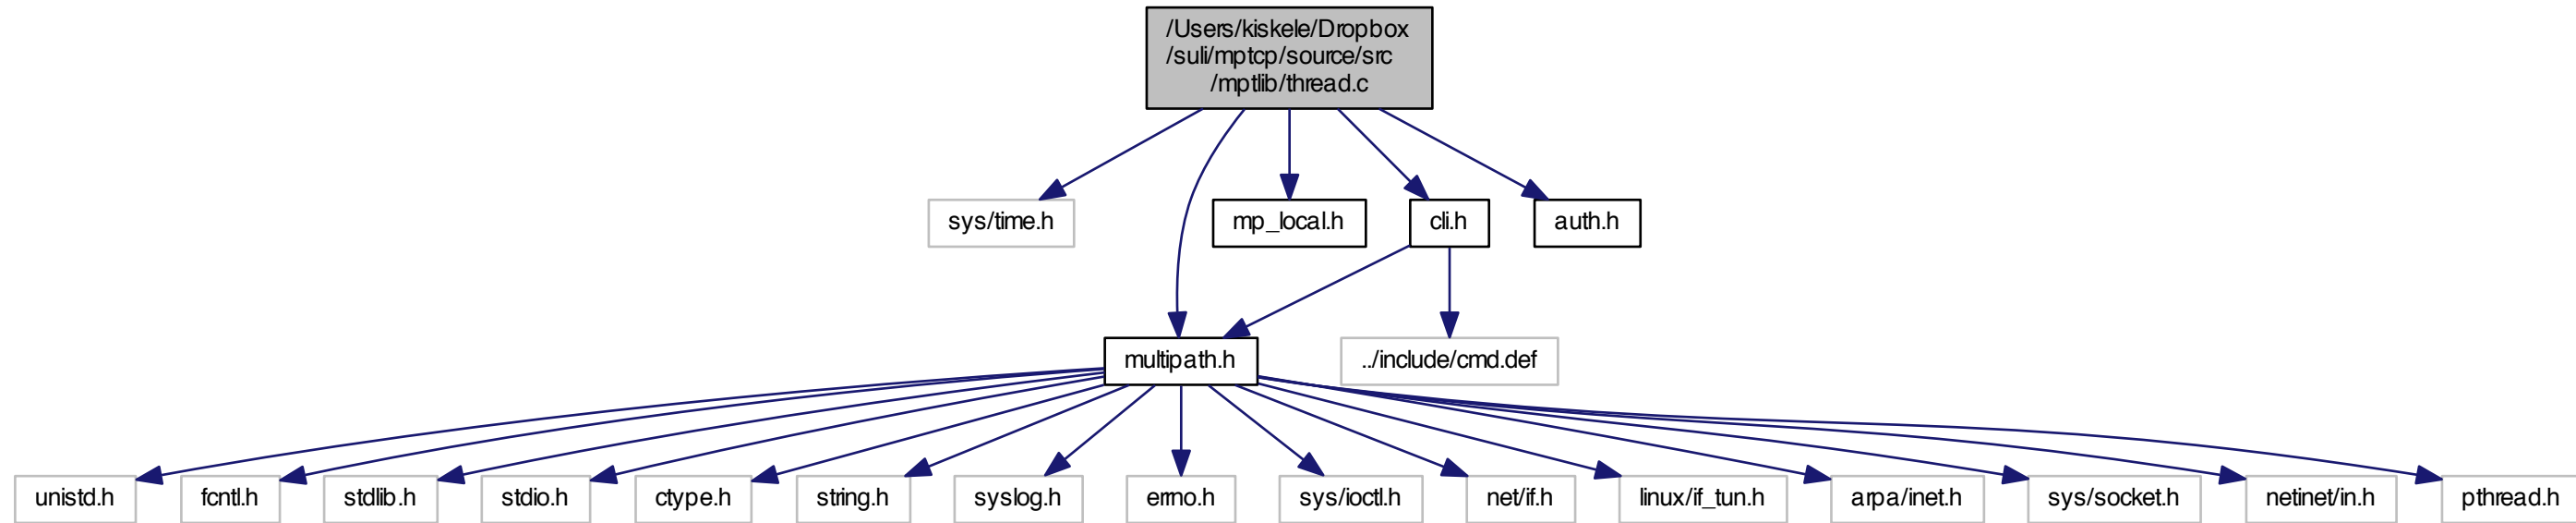 /Users/kiskele/Dropbox
/suli/mptcp/source/src
/mptlib/thread.c
sys/time.h
mp_local.h
cli.h
auth.h
multipath.h
../include/cmd.def
unistd.h
fcntl.h
stdlib.h
stdio.h
ctype.h
string.h
syslog.h
errno.h
sys/ioctl.h
net/if.h
linux/if_tun.h
arpa/inet.h
sys/socket.h
netinet/in.h
pthread.h